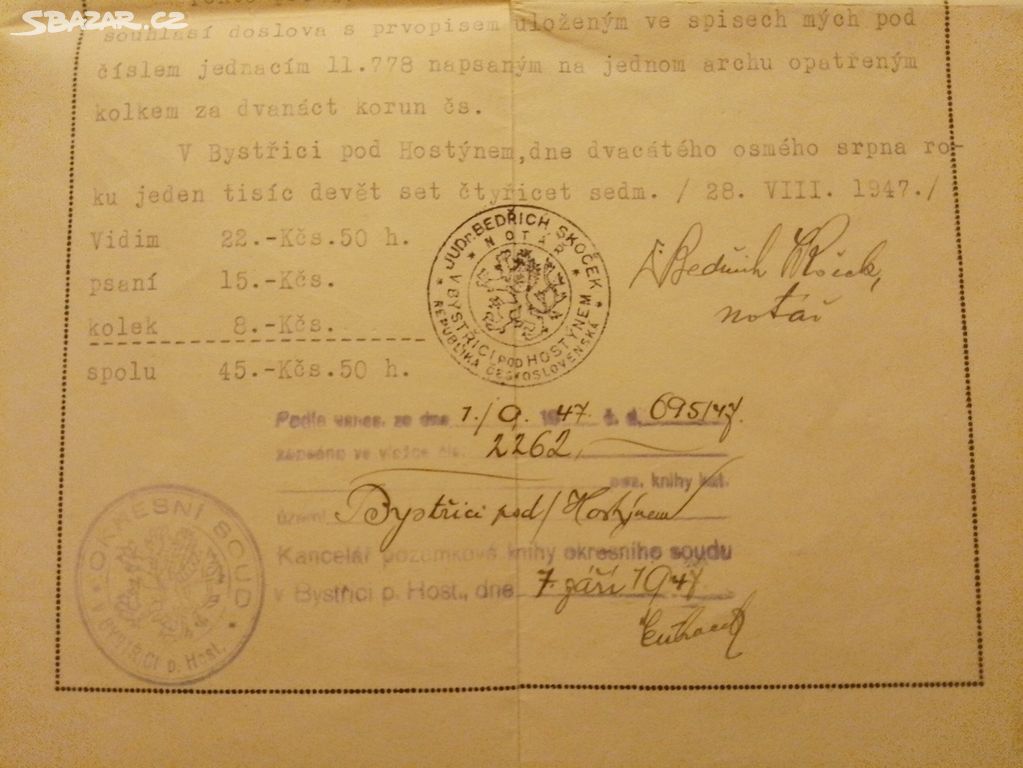 SBAZAR.CZ
souhlasí doslova s prvopisem uloženým ve spisech mých pod
číslem jednacím 11.778 napsaným na jednom archu opatřeným
kolkem za dvanáct korun čs.
V Bystřici pod Hostýnem,dne dvacátého osmého srpna ro-
ku jeden tisíc devět set čtyřicet sedm. / 28. VIII. 1947./
Vidim 22.-Kčs.50 h.
psaní 15.-Kčs.
kolek 8.-Kčs.
spolu 45.-Kčs.50 h.
JUDr. BEDŘICH SKOČEK
NOTÁŘ
V BYSTŘICI POD HOSTÝNEM
REPUBLIKA ČESKOSLOVENSKÁ
Dr Bedřich Skoček,
notář
Podle usnes. ze dne 1./9. 1947. č. d. 695/47.
zapsáno ve vložce čís. 2262,
poz. knihy kat.
území Bystřici pod/Hostýnem
Kancelář pozemkové knihy okresního soudu
v Bystřici p. Host., dne 7. září 1947
OKRESNÍ SOUD
V BYSTŘICI p. Host.